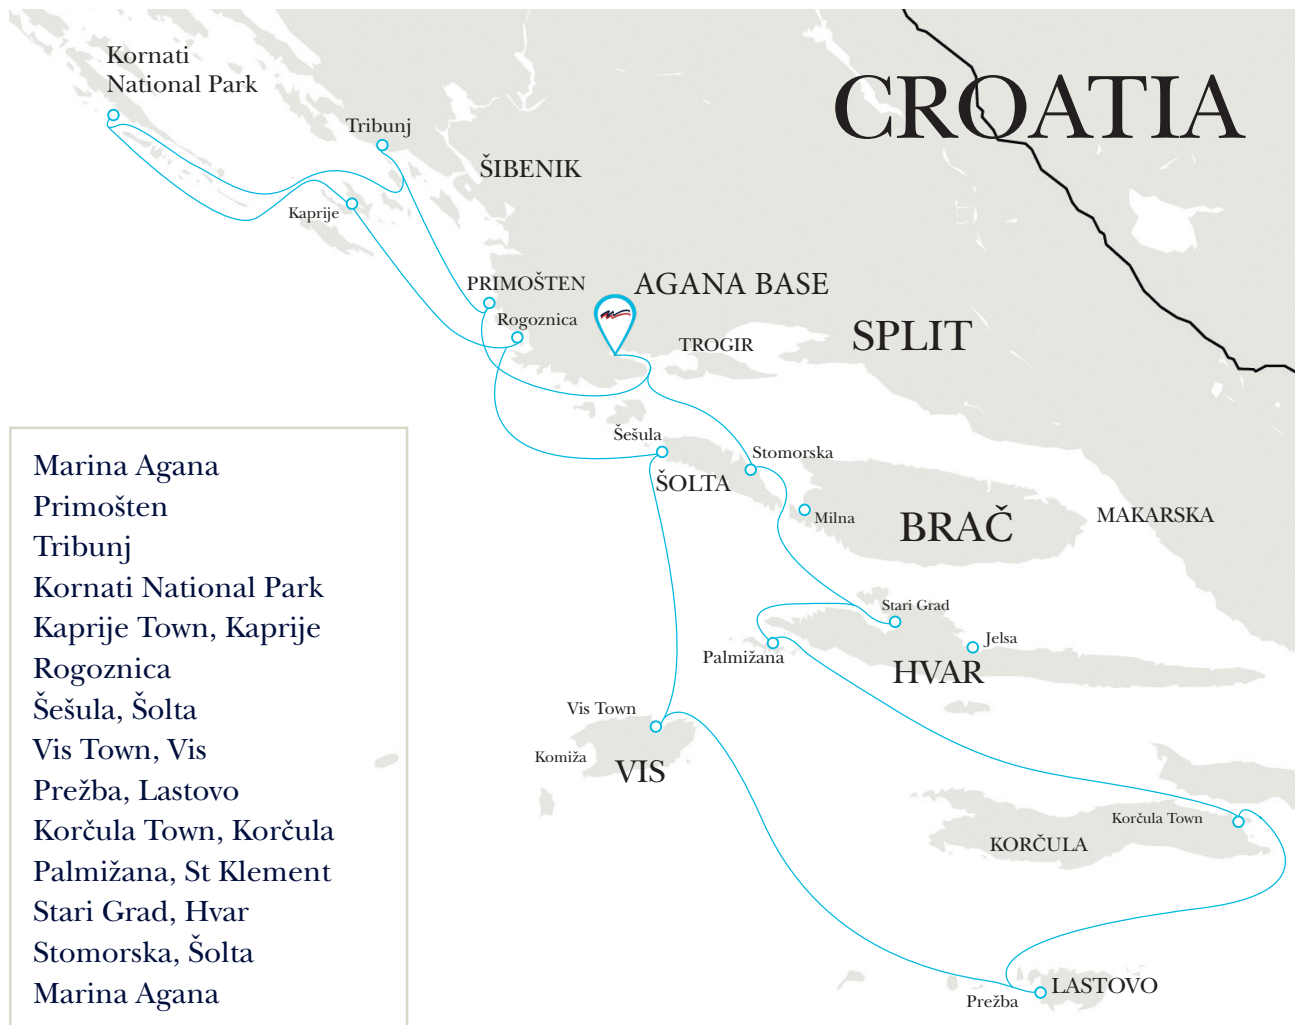 Kornati
National Park
CROATIA
Tribunj
ŠIBENIK
Kaprije
PRIMOŠTEN
AGANA BASE
Rogoznica
TROGIR
SPLIT
Šešula
Stomorska
ŠOLTA
Milna
BRAČ
MAKARSKA
Stari Grad
Jelsa
Palmižana
HVAR
Vis Town
Komiža
VIS
Korčula Town
KORČULA
LASTOVO
Prežba
Marina Agana
Primošten
Tribunj
Kornati National Park
Kaprije Town, Kaprije
Rogoznica
Šešula, Šolta
Vis Town, Vis
Prežba, Lastovo
Korčula Town, Korčula
Palmižana, St Klement
Stari Grad, Hvar
Stomorska, Šolta
Marina Agana